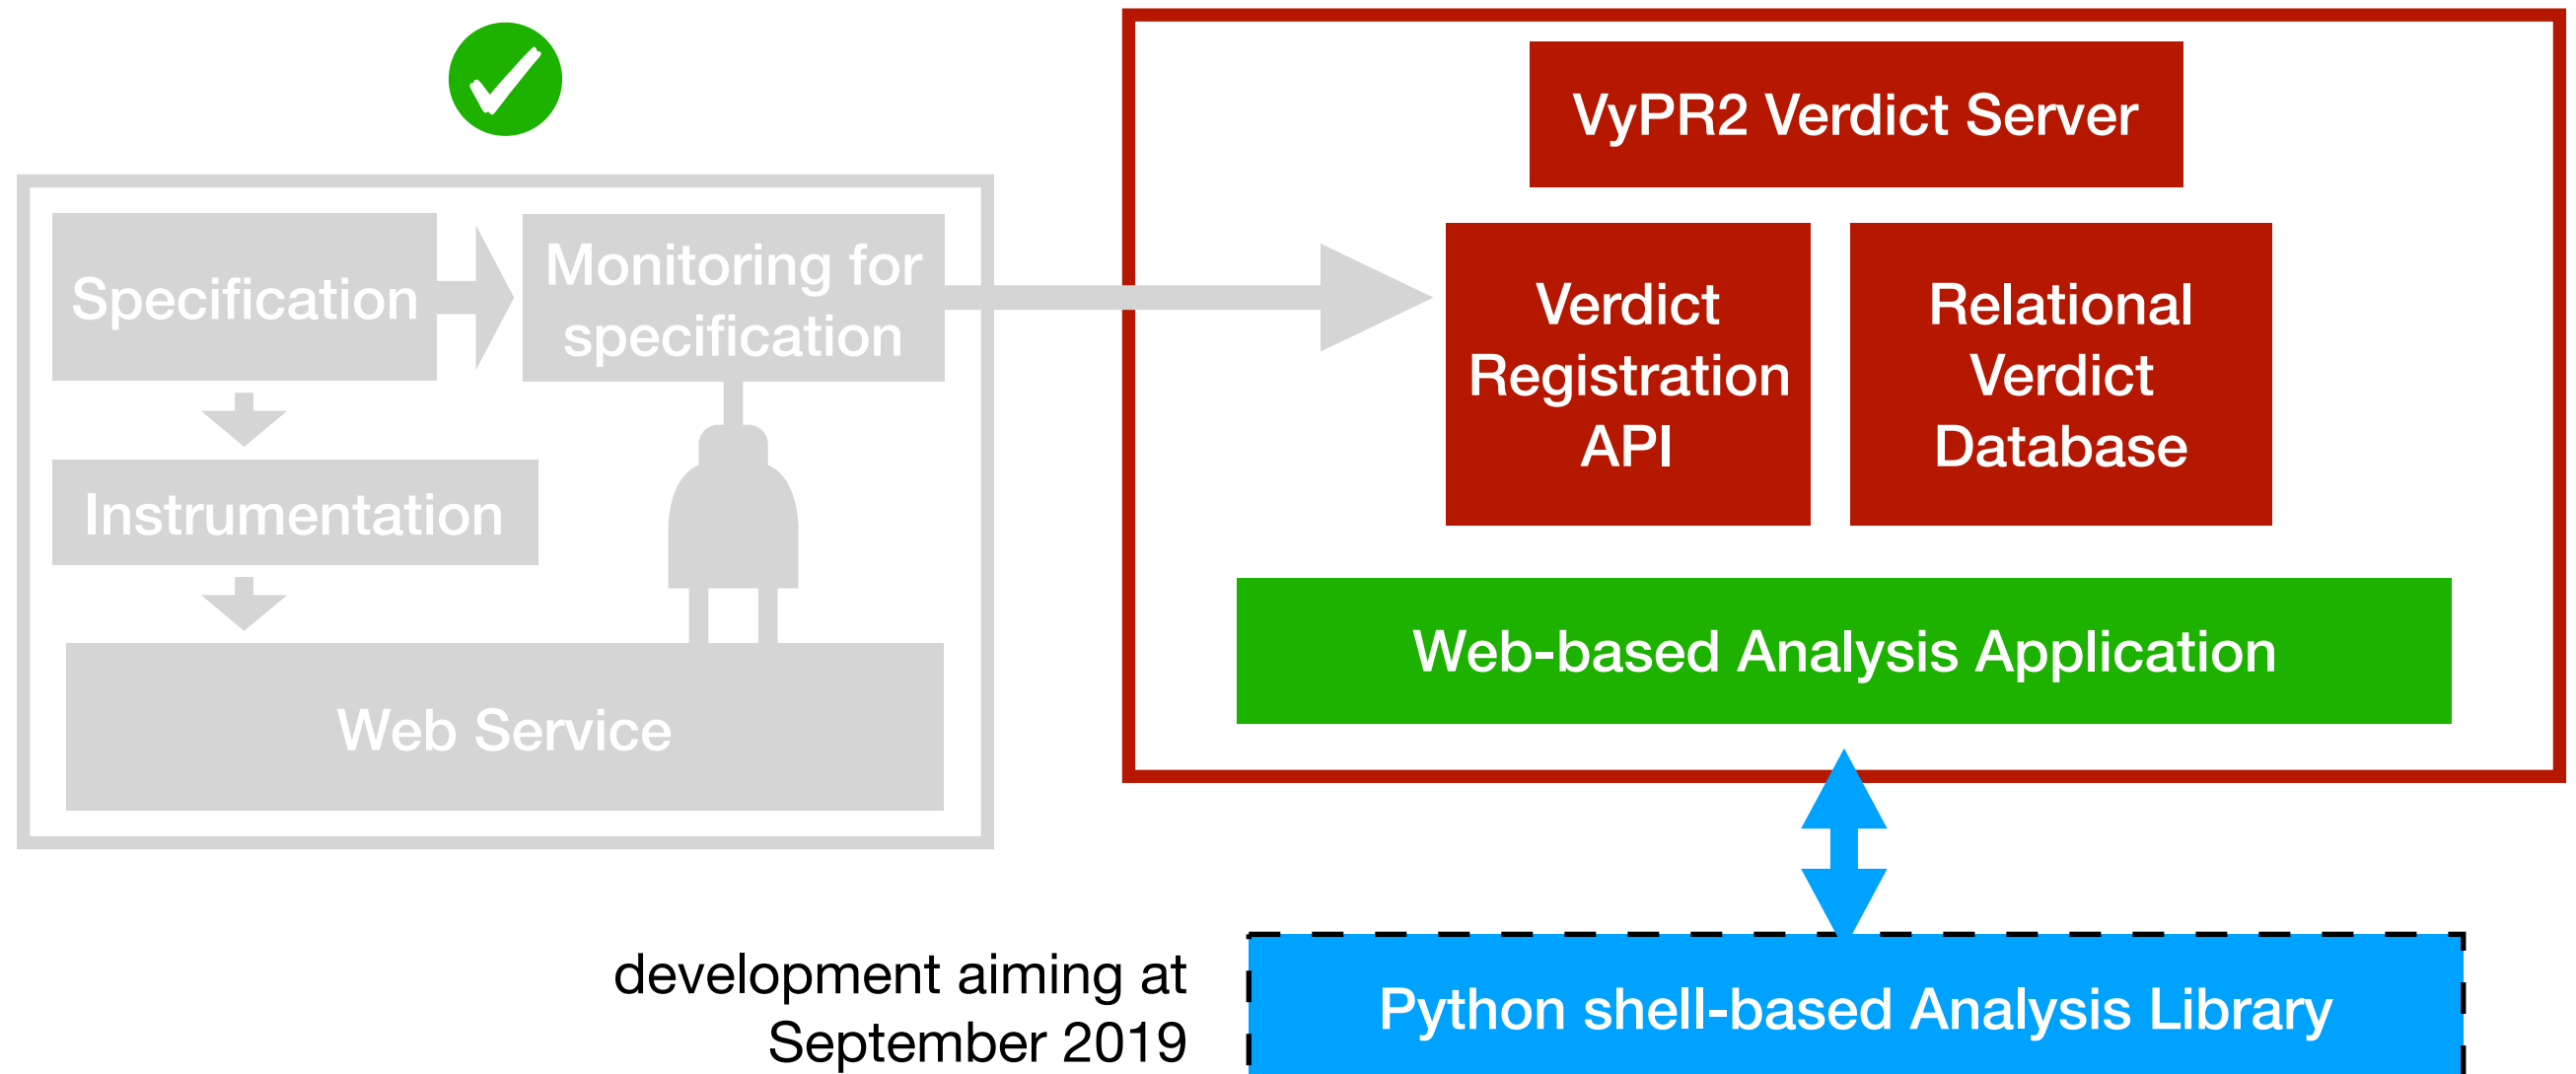 VyPR2 Verdict Server
Specification
Monitoring for
specification
Verdict
Registration
API
Relational
Verdict
Database
Instrumentation
Web-based Analysis Application
Web Service
development aiming at
September 2019
Python shell-based Analysis Library